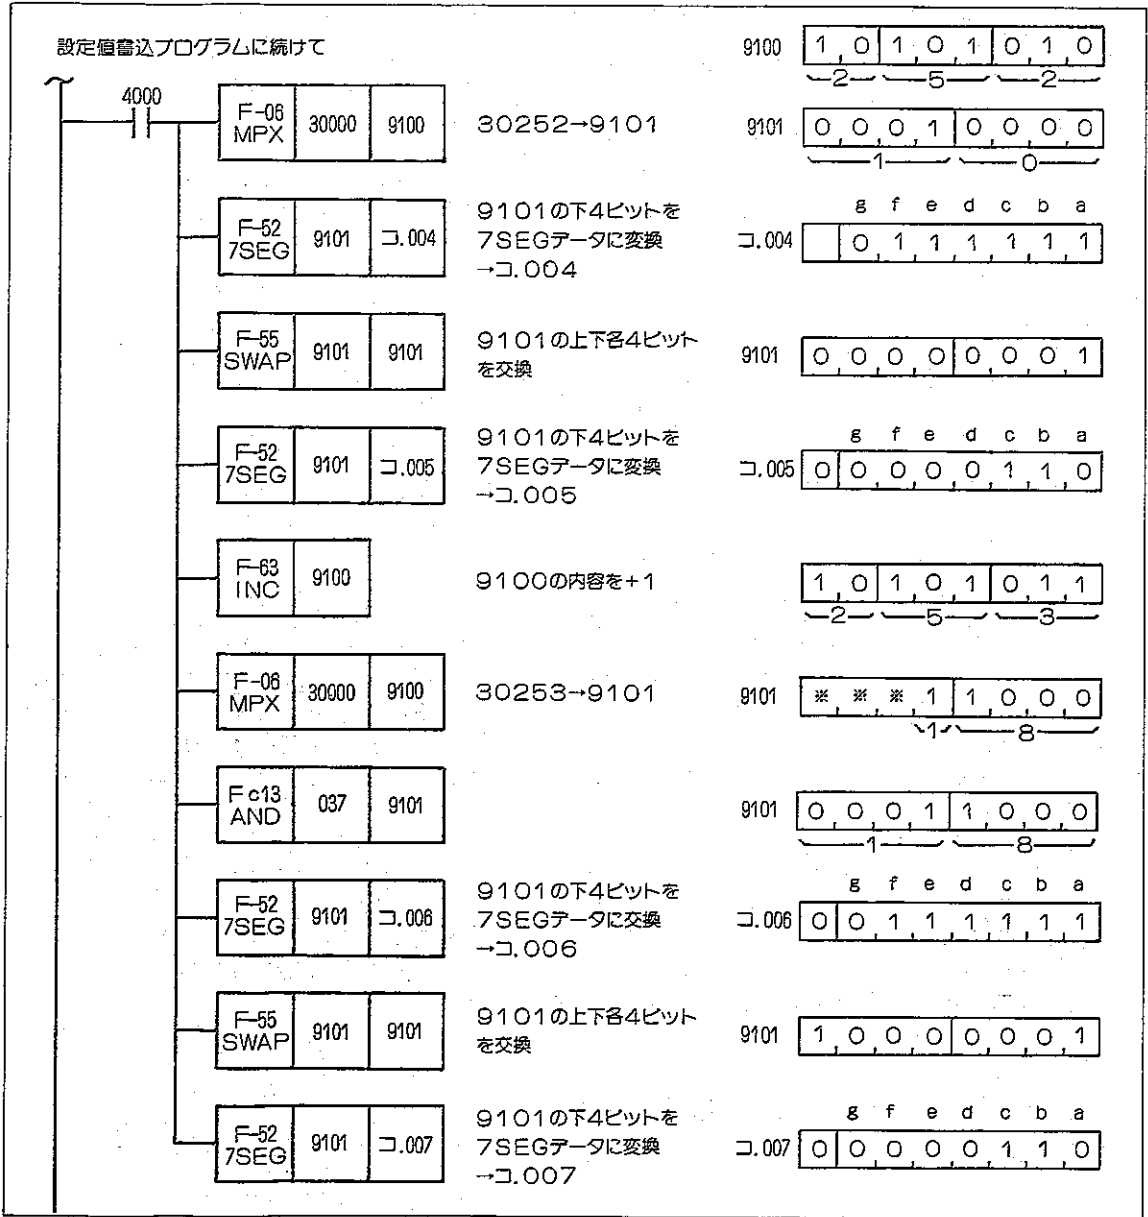 設定値書込プログラムに続けて
9100 1 0 1 0 1 0 1 0
2 5 2
4000
F-06 MPX 30000 9100 30252→9101
9101 0 0 0 1 0 0 0 0
1 0
F-52 7SEG 9101 コ.004
9101の下4ビットを
7SEGデータに変換
→コ.004
g f e d c b a
コ.004 0 1 1 1 1 1 1
F-55 SWAP 9101 9101
9101の上下各4ビット
を交換
9101 0 0 0 0 0 0 0 1
F-52 7SEG 9101 コ.005
9101の下4ビットを
7SEGデータに変換
→コ.005
g f e d c b a
コ.005 0 0 0 0 0 1 1 0
F-63 INC 9100 9100の内容を+1
1 0 1 0 1 0 1 1
2 5 3
F-06 MPX 30000 9100 30253→9101
9101 ※ ※ ※ 1 1 0 0 0
1 8
Fc13 AND 037 9101
9101 0 0 0 1 1 0 0 0
1 8
F-52 7SEG 9101 コ.006
9101の下4ビットを
7SEGデータに交換
→コ.006
g f e d c b a
コ.006 0 0 1 1 1 1 1 1
F-55 SWAP 9101 9101
9101の上下各4ビット
を交換
9101 1 0 0 0 0 0 0 1
F-52 7SEG 9101 コ.007
9101の下4ビットを
7SEGデータに変換
→コ.007
g f e d c b a
コ.007 0 0 0 0 0 1 1 0